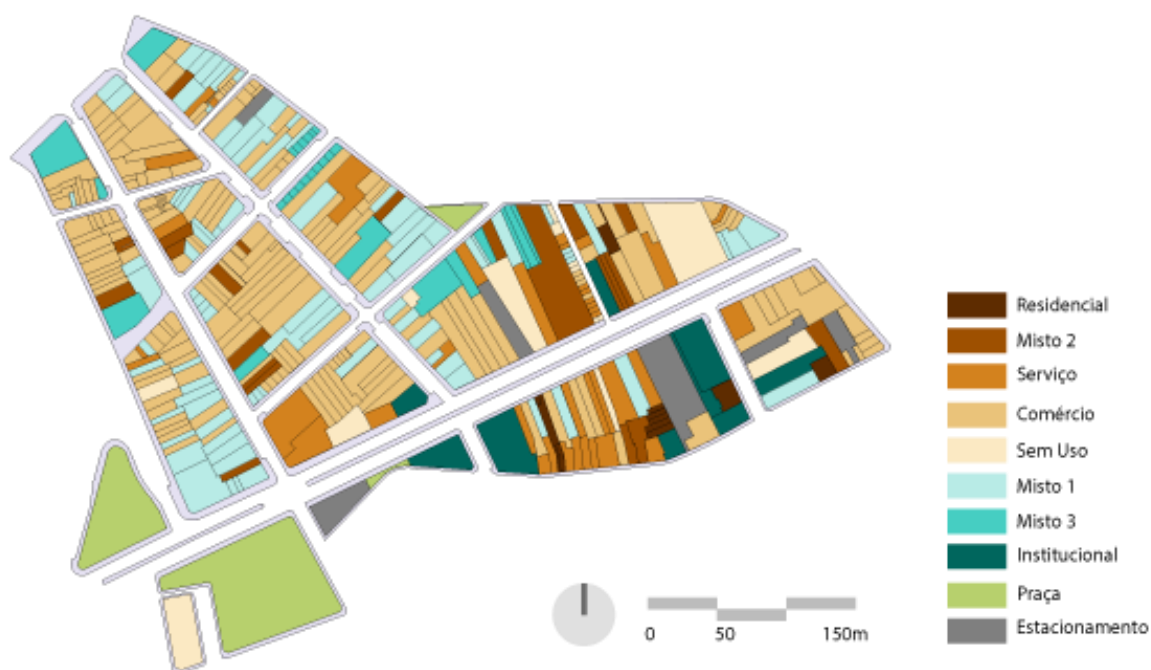 Residencial
Misto 2
Serviço
Comércio
Sem Uso
Misto 1
Misto 3
Institucional
Praça
Estacionamento
0 50 150m